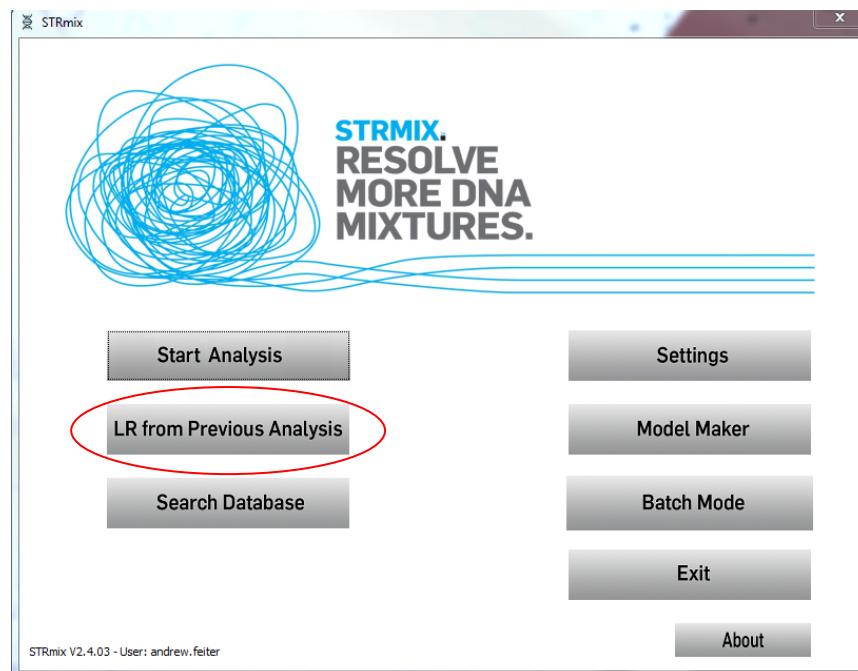 STRmix
x
STRMIX.
RESOLVE
MORE DNA
MIXTURES.
Start Analysis
Settings
LR from Previous Analysis
Model Maker
Search Database
Batch Mode
Exit
About
STRmix V2.4.03 - User: andrew.feiter